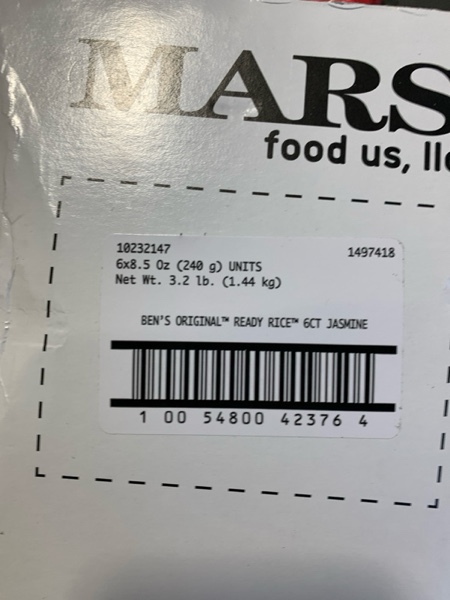 MARS
food us, ll
10232147
1497418
6x8.5 Oz (240 g) UNITS
Net Wt. 3.2 lb. (1.44 kg)
BEN'S ORIGINAL™ READY RICE™ 6CT JASMINE
1 00 54800 42376 4